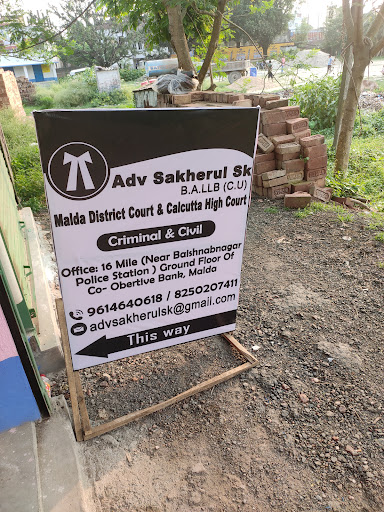 Adv Sakherul Sk
B.A.LLB (C.U)
Malda District Court & Calcutta High Court
Criminal & Civil
Office: 16 Mile (Near Baishnabnagar
Police Station ) Ground Floor Of
Co- Obertive Bank, Malda
9614640618 / 8250207411
advsakherulsk@gmail.com
This way